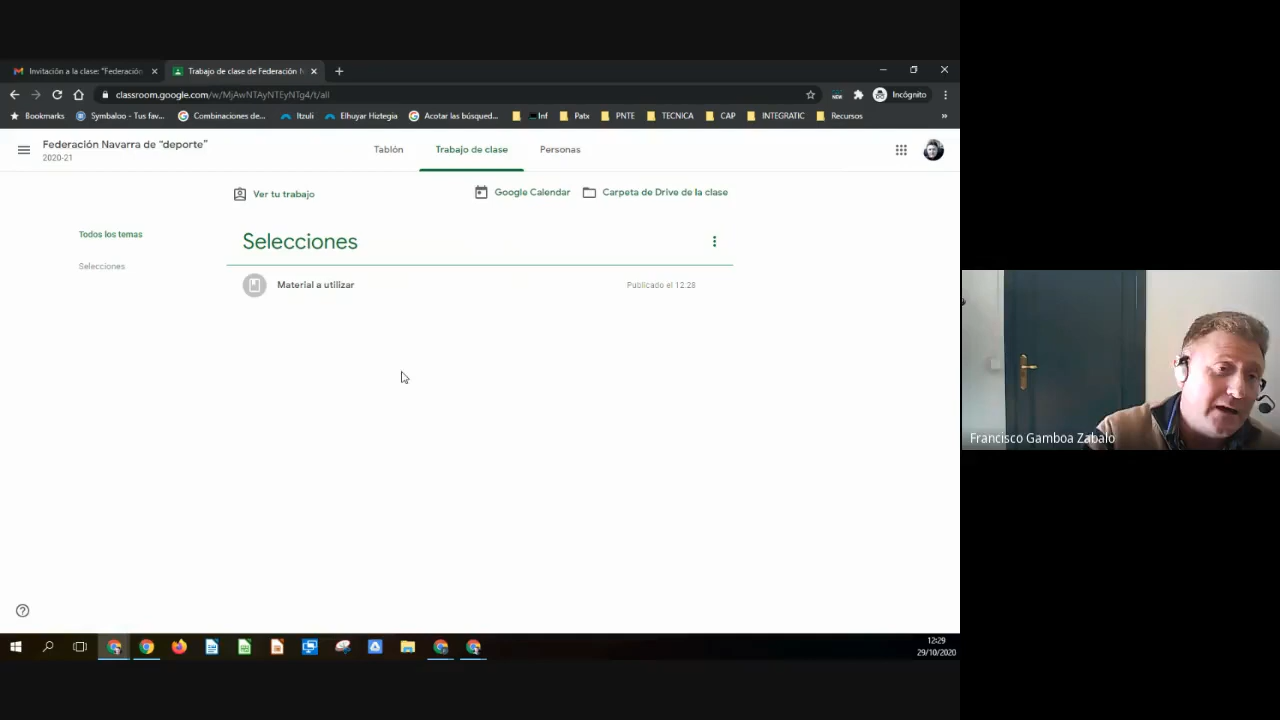 Invitación a la clase: "Federación
Trabajo de clase de Federación N
classroom.google.com/w/MjAwNTAyNTEyNTg4/t/all
Incógnito
Bookmarks
Symbaloo - Tus fav...
Combinaciones de...
Itzuli
Elhuyar Hiztegia
Acotar las búsqued...
Inf
Patx
PNTE
TECNICA
CAP
INTEGRATIC
Recursos
»
Federación Navarra de “deporte”
2020-21
Tablón
Trabajo de clase
Personas
Ver tu trabajo
Google Calendar
Carpeta de Drive de la clase
Todos los temas
Selecciones
Selecciones
Material a utilizar
Publicado el 12:28
Francisco Gamboa Zabalo
12:29
29/10/2020